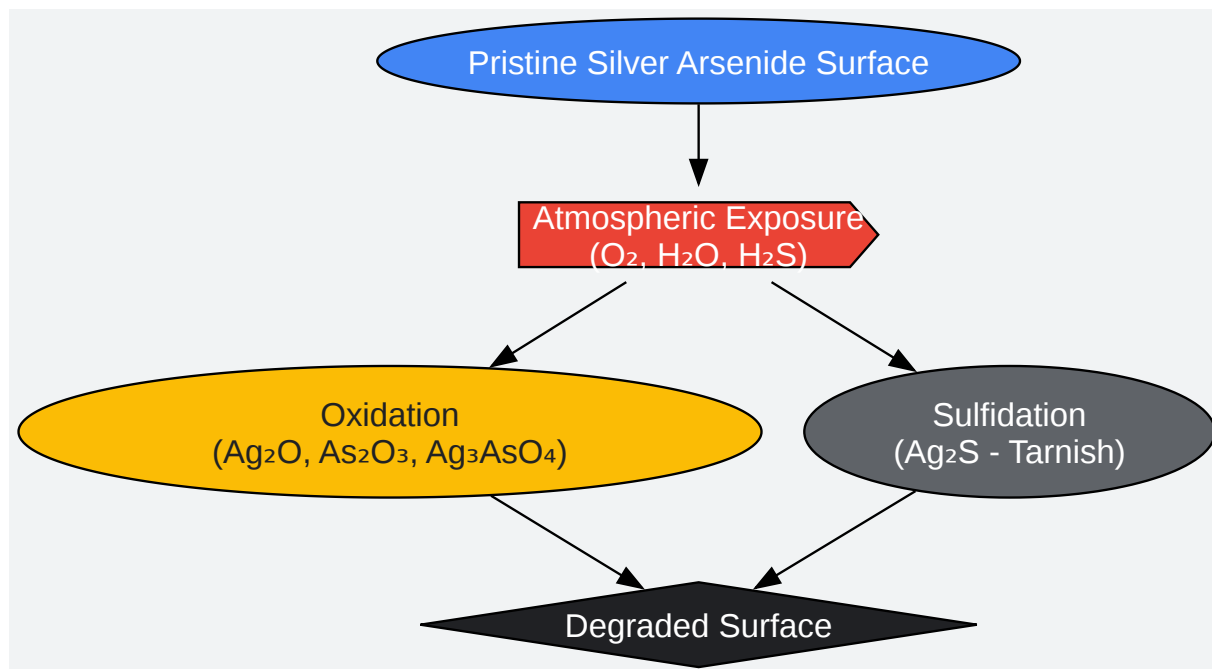 Pristine Silver Arsenide Surface
Atmospheric Exposure
(O₂, H₂O, H₂S)
Oxidation
(Ag₂O, As₂O₃, Ag₃AsO₄)
Sulfidation
(Ag₂S - Tarnish)
Degraded Surface